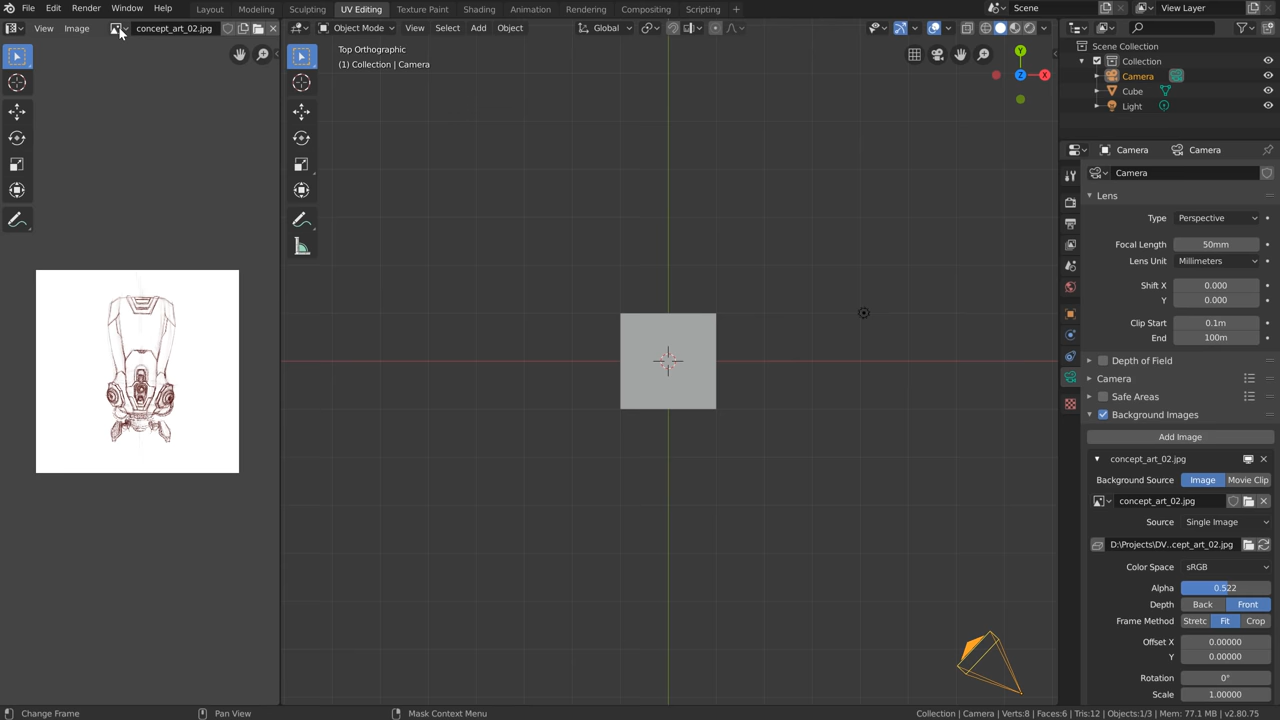 File Edit Render Window Help Layout Modeling Sculpting UV Editing Texture Paint Shading Animation Rendering Compositing Scripting + Scene View Layer
View Image concept_art_02.jpg Object Mode View Select Add Object Global
Top Orthographic
(1) Collection | Camera
Y
Z X
Scene Collection
Collection
Camera
Cube
Light
Camera Camera
Camera
Lens
Type Perspective
Focal Length 50mm
Lens Unit Millimeters
Shift X 0.000
Y 0.000
Clip Start 0.1m
End 100m
Depth of Field
Camera
Safe Areas
Background Images
Add Image
concept_art_02.jpg
Background Source Image Movie Clip
concept_art_02.jpg
Source Single Image
D:\Projects\DV..cept_art_02.jpg
Color Space sRGB
Alpha 0.522
Depth Back Front
Frame Method Stretc Fit Crop
Offset X 0.00000
Y 0.00000
Rotation 0°
Scale 1.00000
Change Frame Pan View Mask Context Menu Collection | Camera | Verts:8 | Faces:6 | Tris:12 | Objects:1/3 | Mem: 77.1 MB | v2.80.75